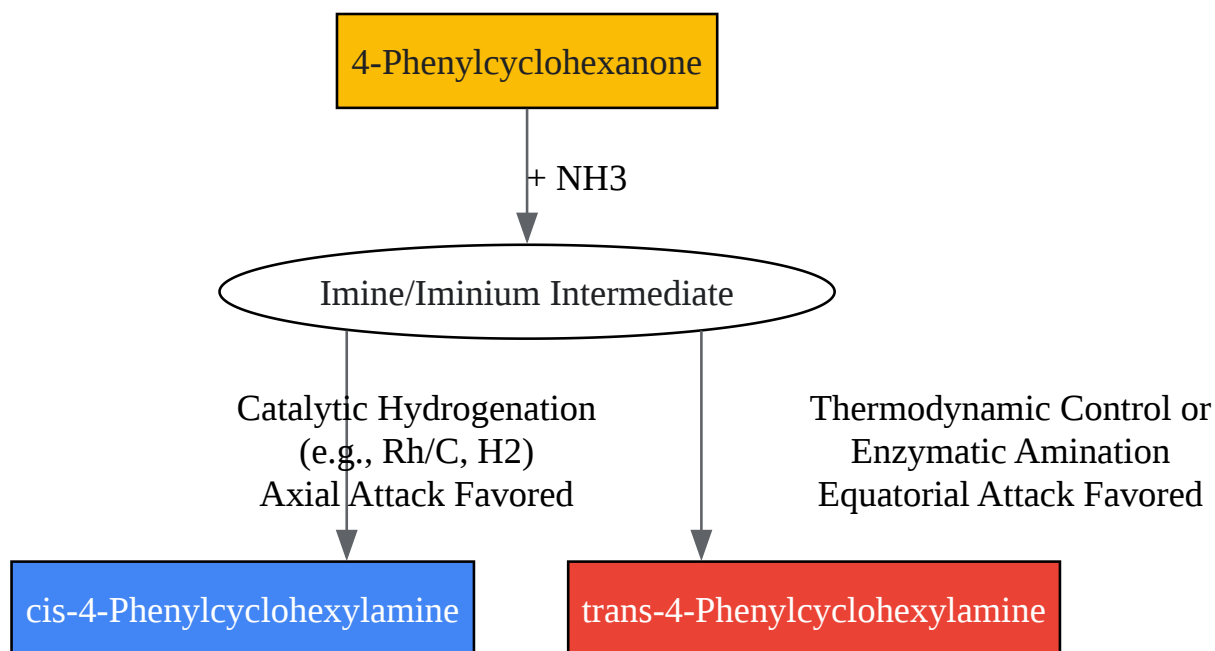 4-Phenylcyclohexanone
+ NH3
Imine/Iminium Intermediate
Catalytic Hydrogenation
(e.g., Rh/C, H2)
Axial Attack Favored
Thermodynamic Control or
Enzymatic Amination
Equatorial Attack Favored
cis-4-Phenylcyclohexylamine
trans-4-Phenylcyclohexylamine